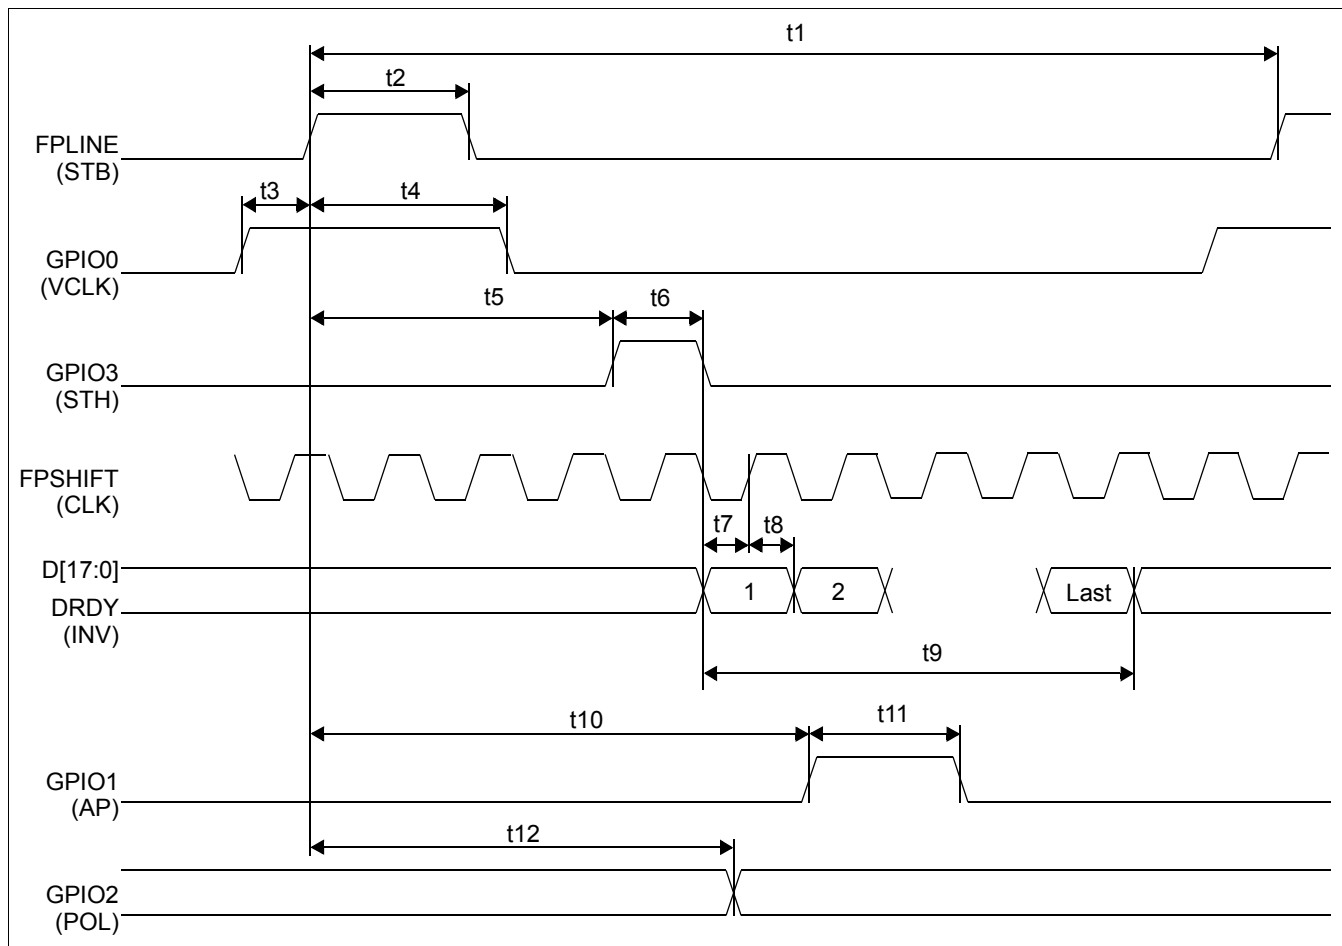 t1
t2
FPLINE
(STB)
t3
t4
GPIO0
(VCLK)
t5
t6
GPIO3
(STH)
FPSHIFT
(CLK)
t7
t8
D[17:0]
1
2
Last
DRDY
(INV)
t9
t10
t11
GPIO1
(AP)
t12
GPIO2
(POL)